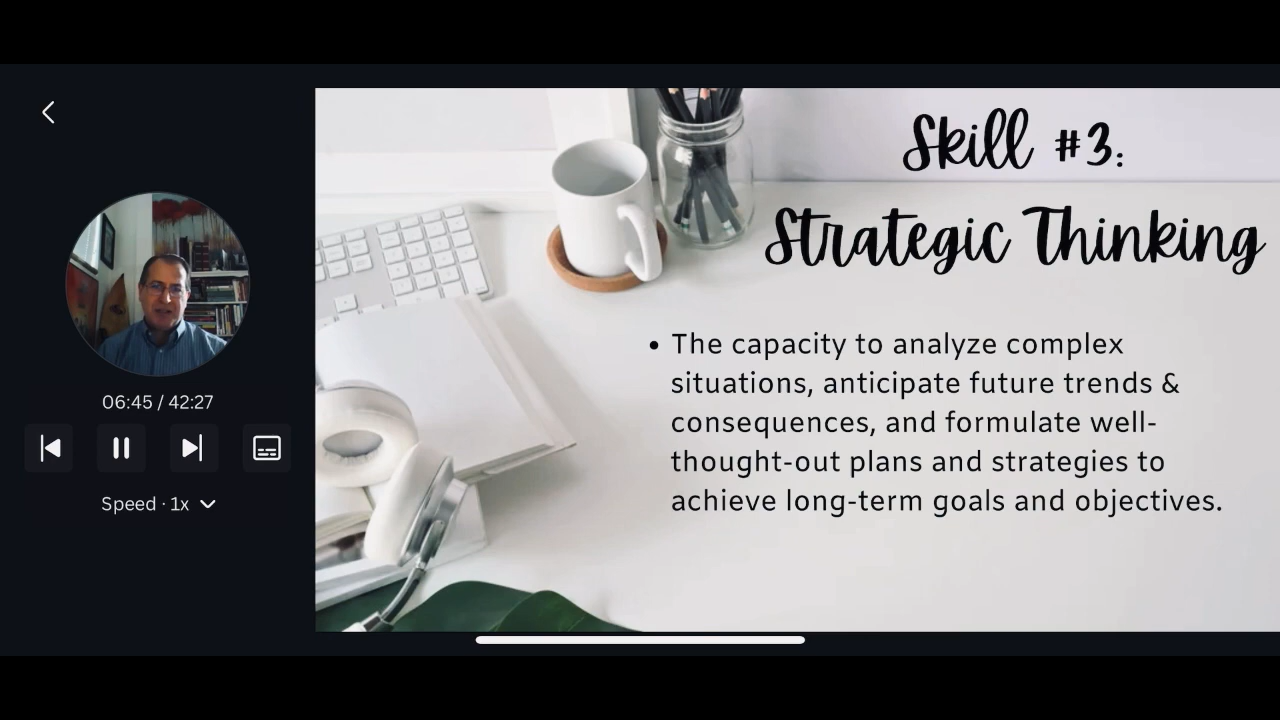 Skill #3:
Strategic Thinking
• The capacity to analyze complex
situations, anticipate future trends &
consequences, and formulate well-
thought-out plans and strategies to
achieve long-term goals and objectives.
06:45 / 42:27
Speed · 1x